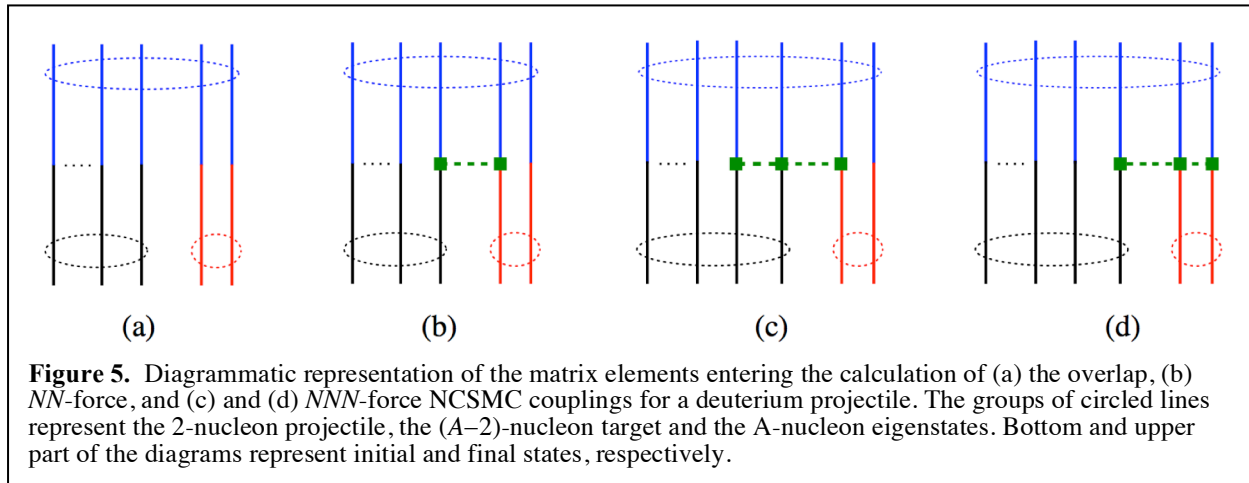 (a) (b) (c) (d)
Figure 5. Diagrammatic representation of the matrix elements entering the calculation of (a) the overlap, (b)
NN-force, and (c) and (d) NNN-force NCSMC couplings for a deuterium projectile. The groups of circled lines
represent the 2-nucleon projectile, the (A–2)-nucleon target and the A-nucleon eigenstates. Bottom and upper
part of the diagrams represent initial and final states, respectively.